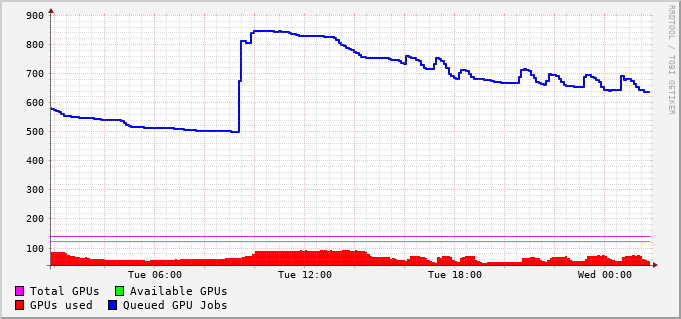 900
800
700
600
500
400
300
200
100
Tue 06:00 Tue 12:00 Tue 18:00 Wed 00:00
Total GPUs Available GPUs
GPUs used Queued GPU Jobs
RRDTOOL / TOBI OETIKER